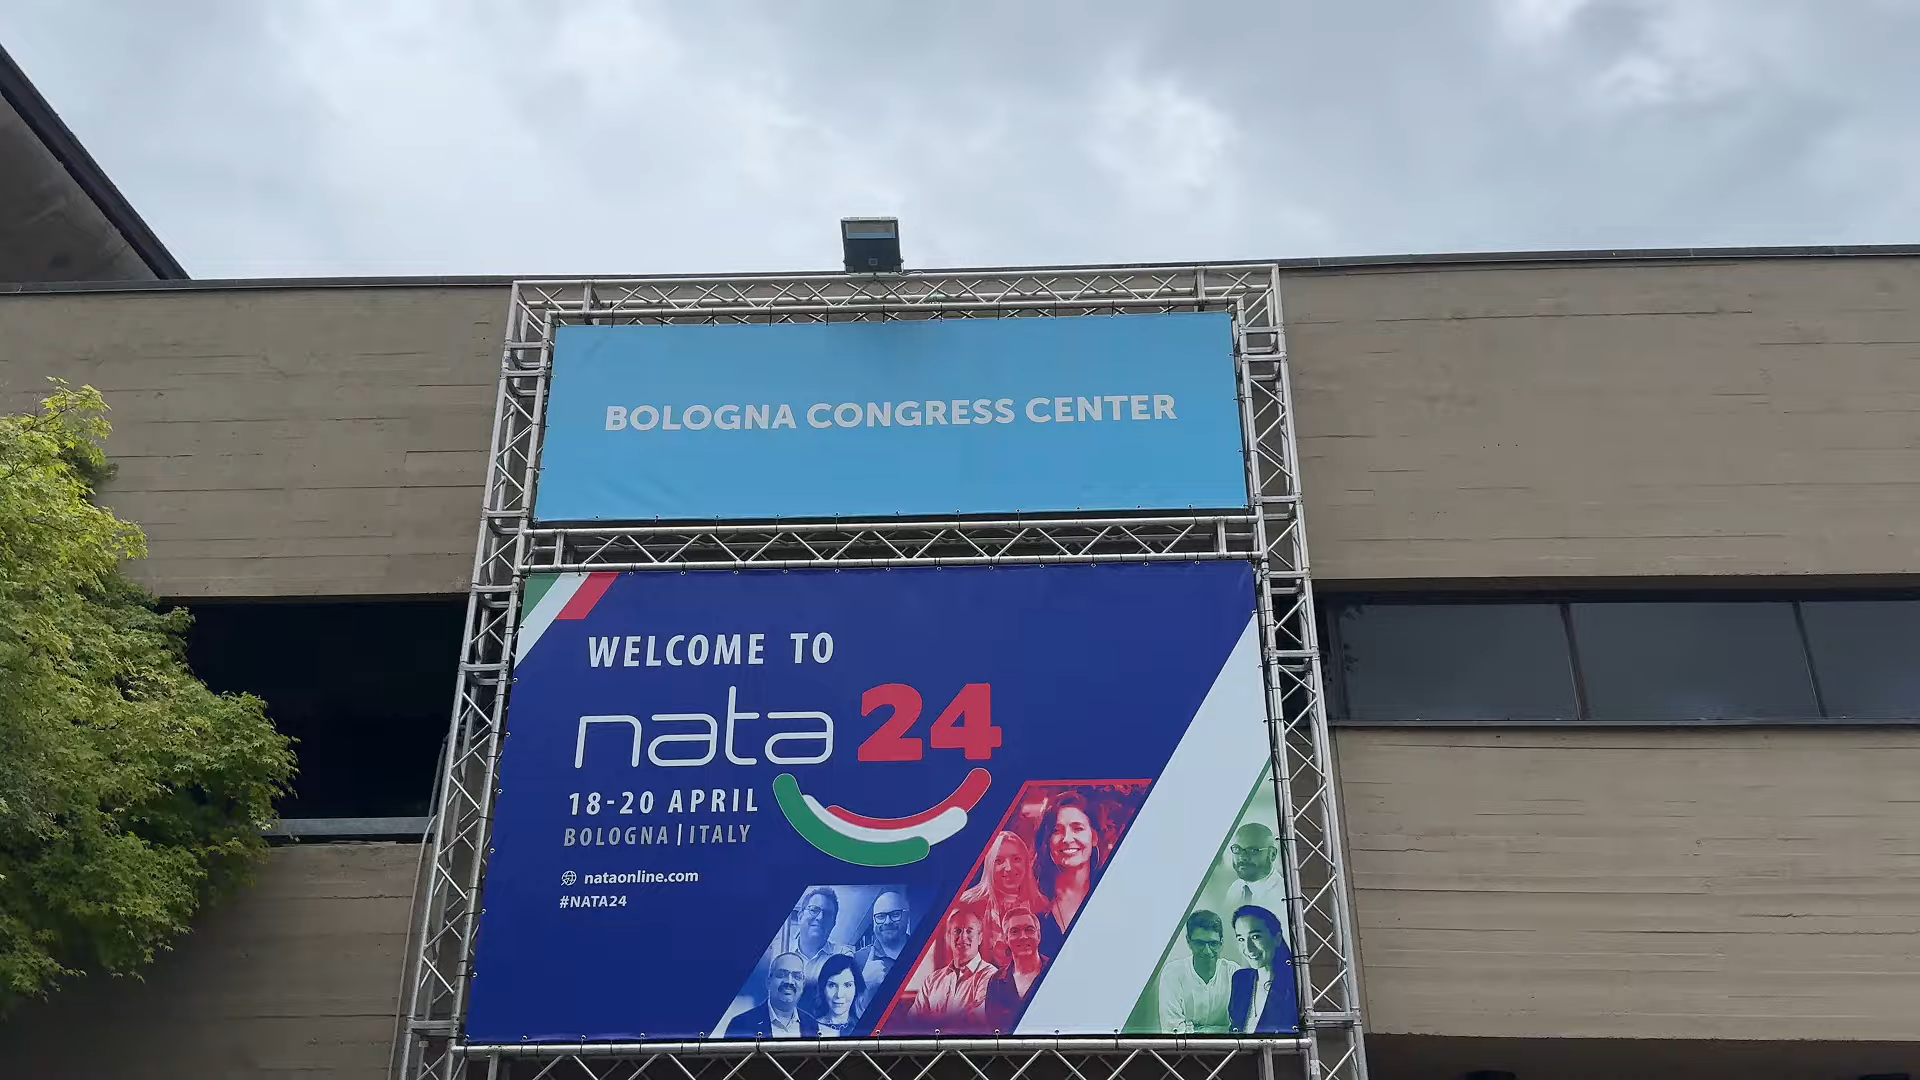 BOLOGNA CONGRESS CENTER
WELCOME TO
nata 24
18-20 APRIL
BOLOGNA | ITALY
nataonline.com
#NATA24